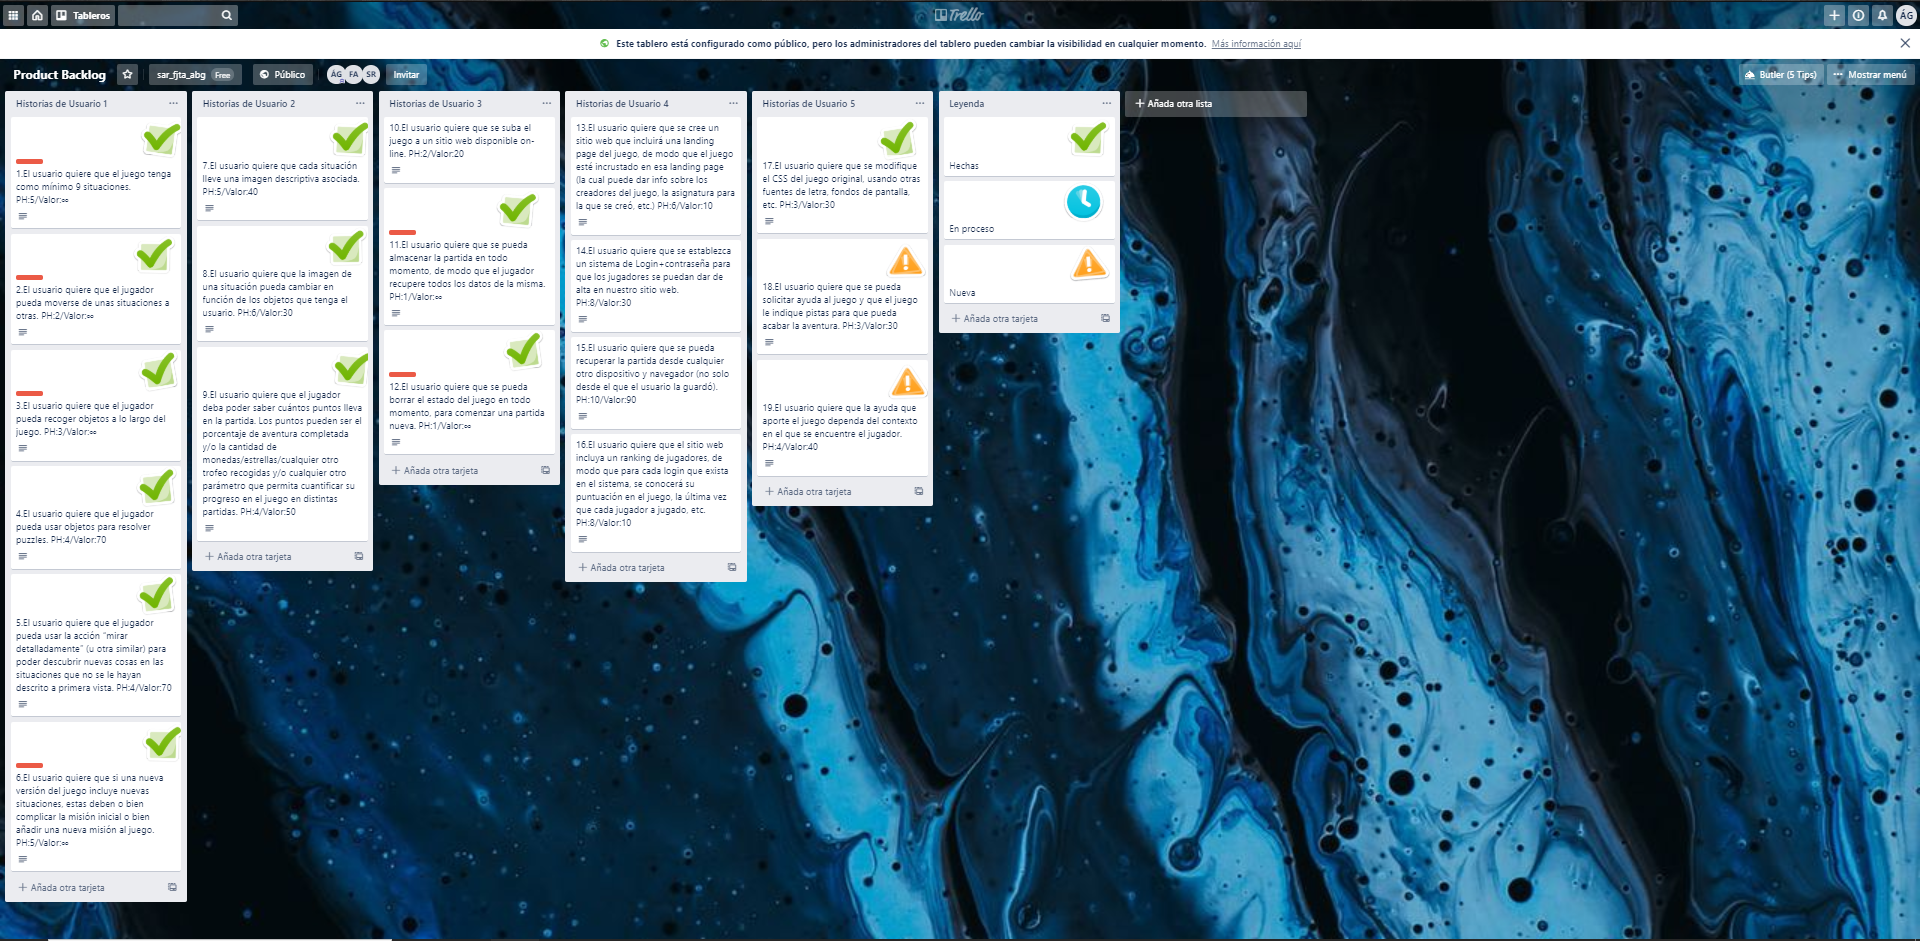 Tableros
Trello
Este tablero está configurado como público, pero los administradores del tablero pueden cambiar la visibilidad en cualquier momento. Más información aquí
Product Backlog
sar_fjta_abg Free
Público
ÁG FA SR
Invitar
Butler (5 Tips)
Mostrar menú
ÁG
Historias de Usuario 1
1.El usuario quiere que el juego tenga
como mínimo 9 situaciones.
PH:5/Valor:∞
2.El usuario quiere que el jugador
pueda moverse de unas situaciones a
otras. PH:2/Valor:∞
3.El usuario quiere que el jugador
pueda recoger objetos a lo largo del
juego. PH:3/Valor:∞
4.El usuario quiere que el jugador
pueda usar objetos para resolver
puzzles. PH:4/Valor:70
5.El usuario quiere que el jugador
pueda usar la acción "mirar
detalladamente" (u otra similar) para
poder descubrir nuevas cosas en las
situaciones que no se le hayan
descrito a primera vista. PH:4/Valor:70
6.El usuario quiere que si una nueva
versión del juego incluye nuevas
situaciones, estas deben o bien
complicar la misión inicial o bien
añadir una nueva misión al juego.
PH:5/Valor:∞
+ Añada otra tarjeta
Historias de Usuario 2
7.El usuario quiere que cada situación
lleve una imagen descriptiva asociada.
PH:5/Valor:40
8.El usuario quiere que la imagen de
una situación pueda cambiar en
función de los objetos que tenga el
usuario. PH:6/Valor:30
9.El usuario quiere que el jugador
deba poder saber cuántos puntos lleva
en la partida. Los puntos pueden ser el
porcentaje de aventura completada
y/o la cantidad de
monedas/estrellas/cualquier otro
trofeo recogidas y/o cualquier otro
parámetro que permita cuantificar su
progreso en el juego en distintas
partidas. PH:4/Valor:50
+ Añada otra tarjeta
Historias de Usuario 3
10.El usuario quiere que se suba el
juego a un sitio web disponible on-
line. PH:2/Valor:20
11.El usuario quiere que se pueda
almacenar la partida en todo
momento, de modo que el jugador
recupere todos los datos de la misma.
PH:1/Valor:∞
12.El usuario quiere que se pueda
borrar el estado del juego en todo
momento, para comenzar una partida
nueva. PH:1/Valor:∞
+ Añada otra tarjeta
Historias de Usuario 4
13.El usuario quiere que se cree un
sitio web que incluirá una landing
page del juego, de modo que el juego
esté incrustado en esa landing page
(la cual puede dar info sobre los
creadores del juego, la asignatura para
la que se creó, etc.) PH:6/Valor:10
14.El usuario quiere que se establezca
un sistema de Login+contraseña para
que los jugadores se puedan dar de
alta en nuestro sitio web.
PH:8/Valor:30
15.El usuario quiere que se pueda
recuperar la partida desde cualquier
otro dispositivo y navegador (no solo
desde el que el usuario la guardó).
PH:10/Valor:90
16.El usuario quiere que el sitio web
incluya un ranking de jugadores, de
modo que para cada login que exista
en el sistema, se conocerá su
puntuación en el juego, la última vez
que cada jugador a jugado, etc.
PH:8/Valor:10
+ Añada otra tarjeta
Historias de Usuario 5
17.El usuario quiere que se modifique
el CSS del juego original, usando otras
fuentes de letra, fondos de pantalla,
etc. PH:3/Valor:30
18.El usuario quiere que se pueda
solicitar ayuda al juego y que el juego
le indique pistas para que pueda
acabar la aventura. PH:3/Valor:30
19.El usuario quiere que la ayuda que
aporte el juego dependa del contexto
en el que se encuentre el jugador.
PH:4/Valor:40
+ Añada otra tarjeta
Leyenda
Hechas
En proceso
Nueva
+ Añada otra tarjeta
+ Añada otra lista